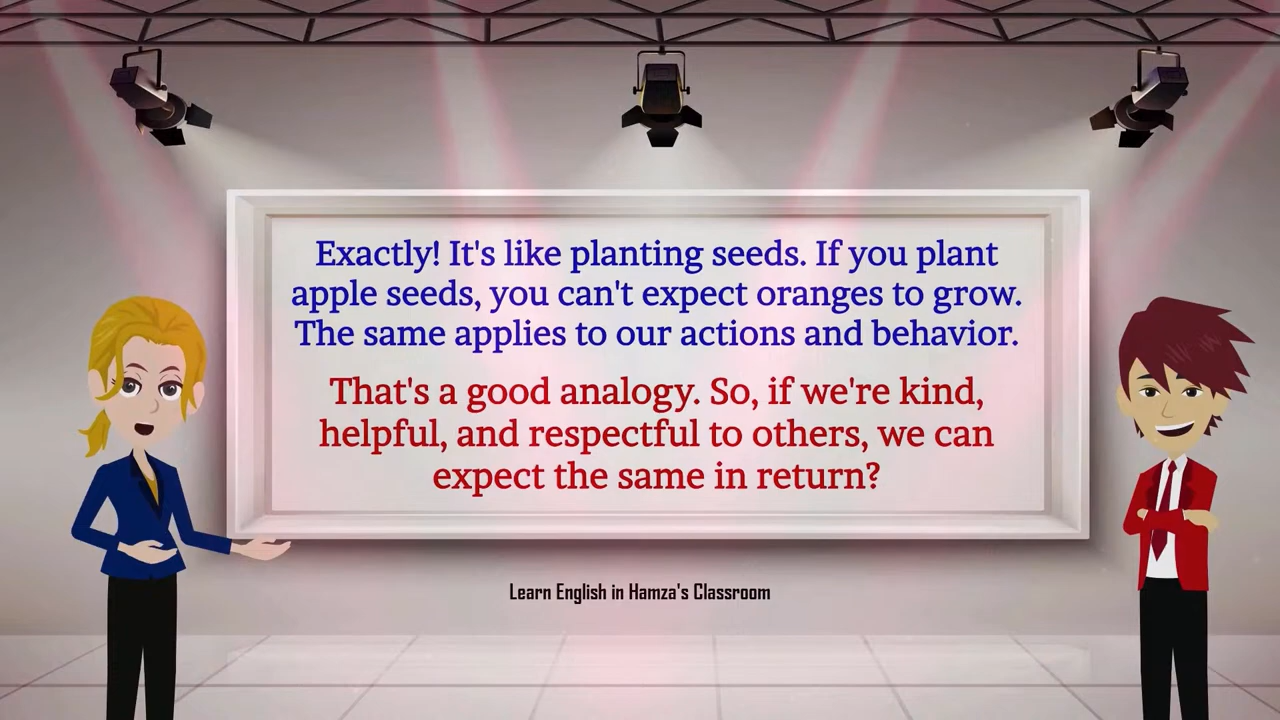 Exactly! It's like planting seeds. If you plant
apple seeds, you can't expect oranges to grow.
The same applies to our actions and behavior.
That's a good analogy. So, if we're kind,
helpful, and respectful to others, we can
expect the same in return?
Learn English in Hamza's Classroom